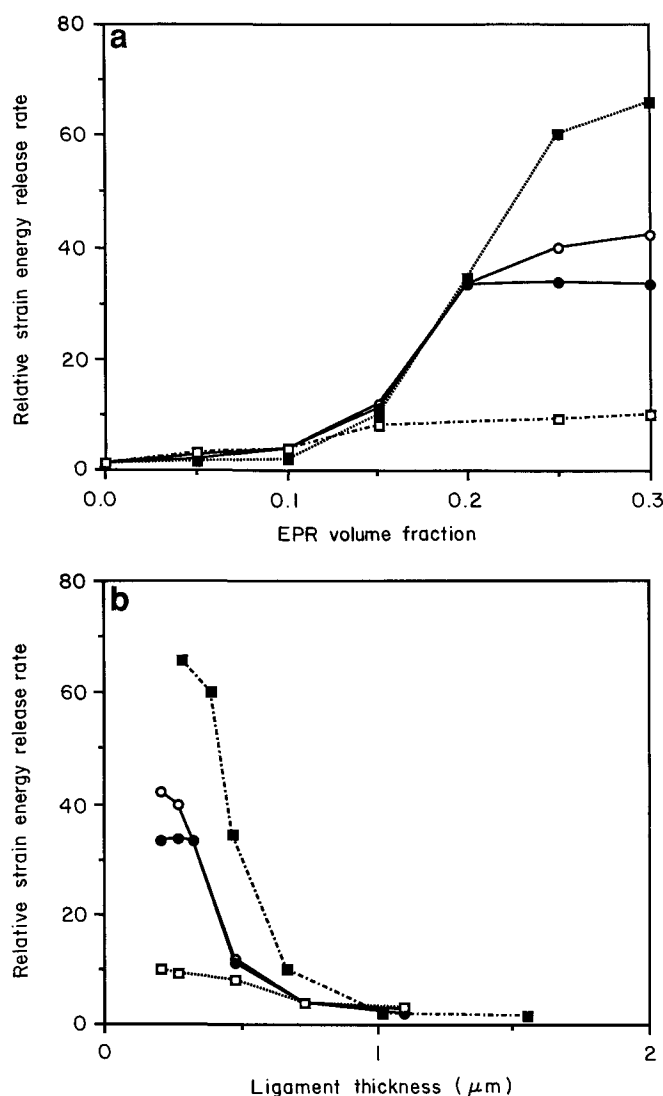 a
80
60
40
20
0
Relative strain energy release rate
0.0 0.1 0.2 0.3
EPR volume fraction
b
80
60
40
20
0
Relative strain energy release rate
0 1 2
Ligament thickness (μm)